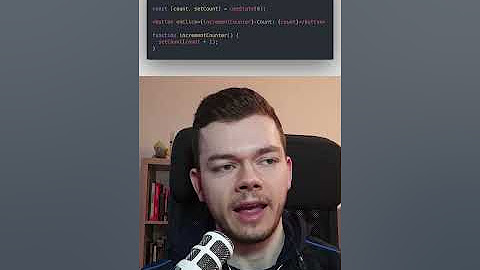 const [count, setCount] = useState(0);
<button onClick={incrementCounter}>Count: {count}</button>
function incrementCounter() {
setCount(count + 1);
}